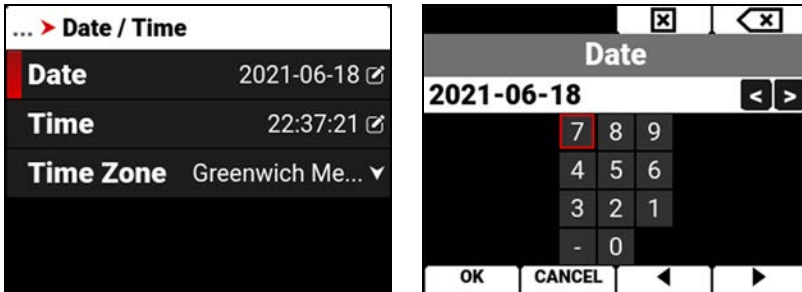 ... > Date / Time
Date 2021-06-18
Time 22:37:21
Time Zone Greenwich Me...
Date
2021-06-18 < >
7 8 9
4 5 6
3 2 1
- 0
OK CANCEL